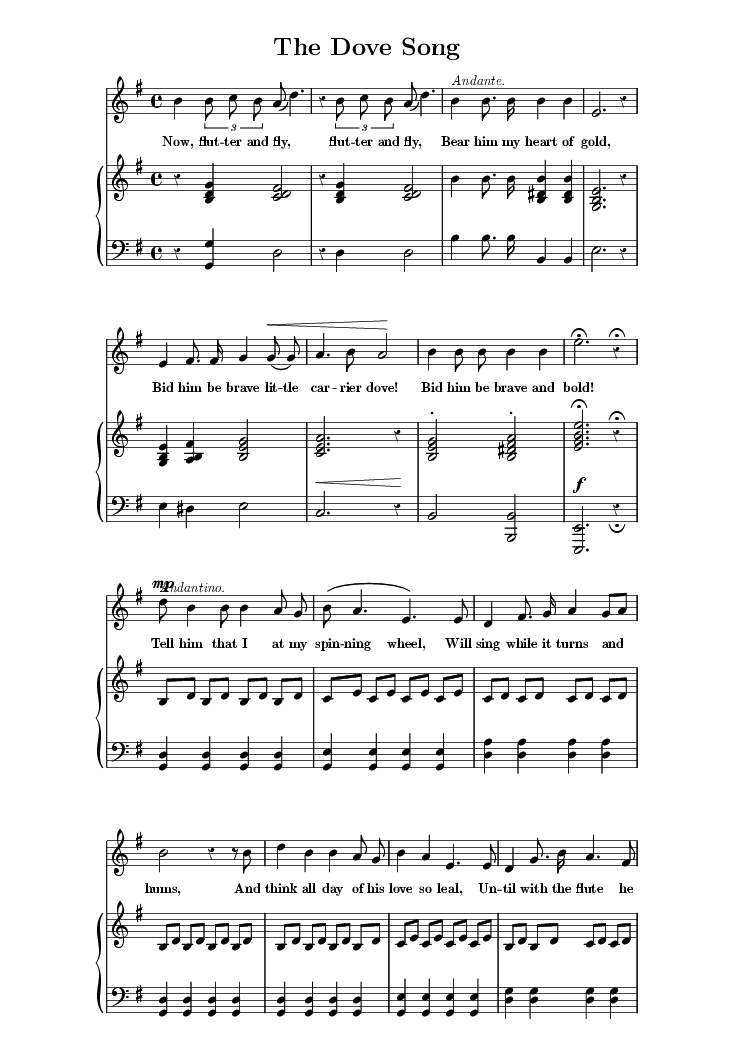 The Dove Song
Andante.
3 3
Now, flut-ter and fly, flut-ter and fly, Bear him my heart of gold,
Bid him be brave lit-tle car-rier dove! Bid him be brave and bold!
f
mp Andantino.
Tell him that I at my spin-ning wheel, Will sing while it turns and
hums, And think all day of his love so leal, Un-til with the flute he